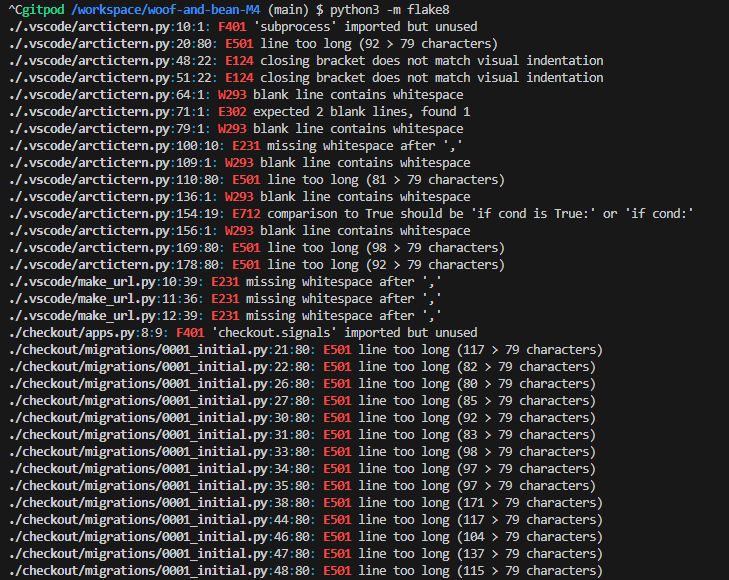 ^Cgitpod /workspace/woof-and-bean-M4 (main) $ python3 -m flake8
./.vscode/arctictern.py:10:1: F401 'subprocess' imported but unused
./.vscode/arctictern.py:20:80: E501 line too long (92 > 79 characters)
./.vscode/arctictern.py:48:22: E124 closing bracket does not match visual indentation
./.vscode/arctictern.py:51:22: E124 closing bracket does not match visual indentation
./.vscode/arctictern.py:64:1: W293 blank line contains whitespace
./.vscode/arctictern.py:71:1: E302 expected 2 blank lines, found 1
./.vscode/arctictern.py:79:1: W293 blank line contains whitespace
./.vscode/arctictern.py:100:10: E231 missing whitespace after ','
./.vscode/arctictern.py:109:1: W293 blank line contains whitespace
./.vscode/arctictern.py:110:80: E501 line too long (81 > 79 characters)
./.vscode/arctictern.py:136:1: W293 blank line contains whitespace
./.vscode/arctictern.py:154:19: E712 comparison to True should be 'if cond is True:' or 'if cond:'
./.vscode/arctictern.py:156:1: W293 blank line contains whitespace
./.vscode/arctictern.py:169:80: E501 line too long (98 > 79 characters)
./.vscode/arctictern.py:178:80: E501 line too long (92 > 79 characters)
./.vscode/make_url.py:10:39: E231 missing whitespace after ','
./.vscode/make_url.py:11:36: E231 missing whitespace after ','
./.vscode/make_url.py:12:39: E231 missing whitespace after ','
./checkout/apps.py:8:9: F401 'checkout.signals' imported but unused
./checkout/migrations/0001_initial.py:21:80: E501 line too long (117 > 79 characters)
./checkout/migrations/0001_initial.py:22:80: E501 line too long (82 > 79 characters)
./checkout/migrations/0001_initial.py:26:80: E501 line too long (80 > 79 characters)
./checkout/migrations/0001_initial.py:27:80: E501 line too long (85 > 79 characters)
./checkout/migrations/0001_initial.py:30:80: E501 line too long (92 > 79 characters)
./checkout/migrations/0001_initial.py:31:80: E501 line too long (83 > 79 characters)
./checkout/migrations/0001_initial.py:33:80: E501 line too long (98 > 79 characters)
./checkout/migrations/0001_initial.py:34:80: E501 line too long (97 > 79 characters)
./checkout/migrations/0001_initial.py:35:80: E501 line too long (97 > 79 characters)
./checkout/migrations/0001_initial.py:38:80: E501 line too long (171 > 79 characters)
./checkout/migrations/0001_initial.py:44:80: E501 line too long (117 > 79 characters)
./checkout/migrations/0001_initial.py:46:80: E501 line too long (104 > 79 characters)
./checkout/migrations/0001_initial.py:47:80: E501 line too long (137 > 79 characters)
./checkout/migrations/0001_initial.py:48:80: E501 line too long (115 > 79 characters)